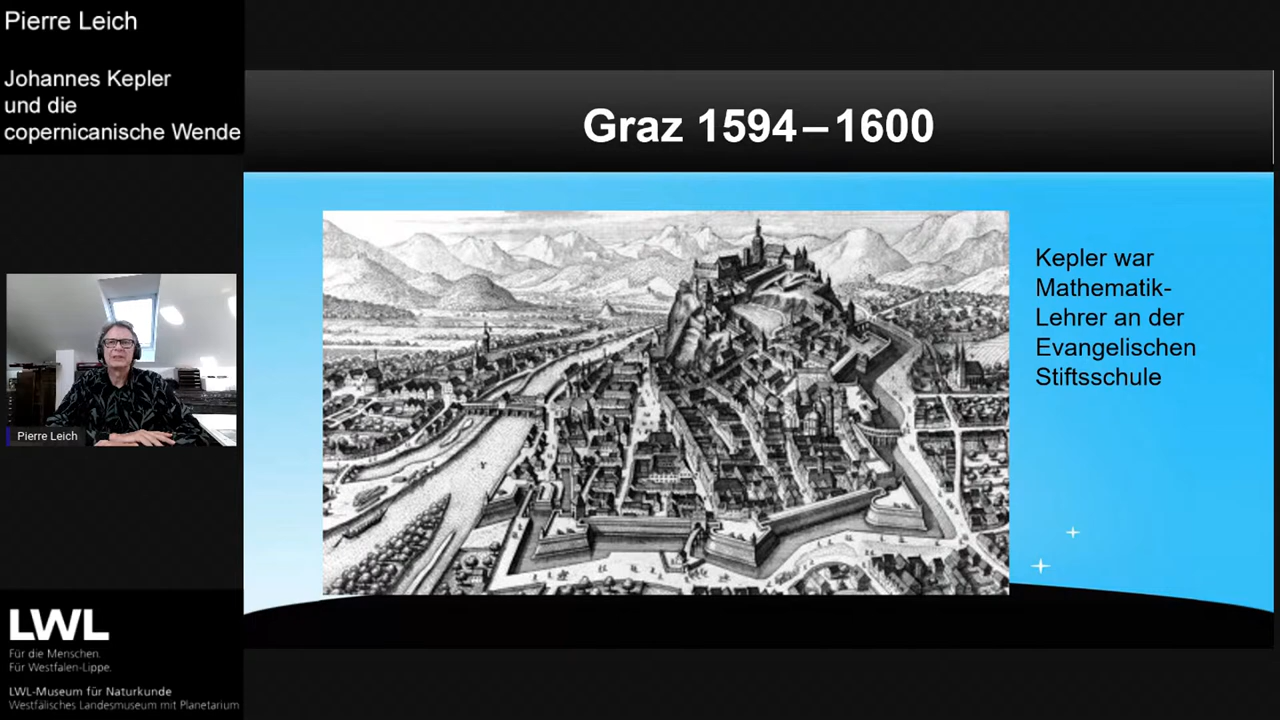 Pierre Leich
Johannes Kepler
und die
copernicanische Wende
Graz 1594–1600
Kepler war
Mathematik-
Lehrer an der
Evangelischen
Stiftsschule
Pierre Leich
LWL
Für die Menschen.
Für Westfalen-Lippe.
LWL-Museum für Naturkunde
Westfälisches Landesmuseum mit Planetarium